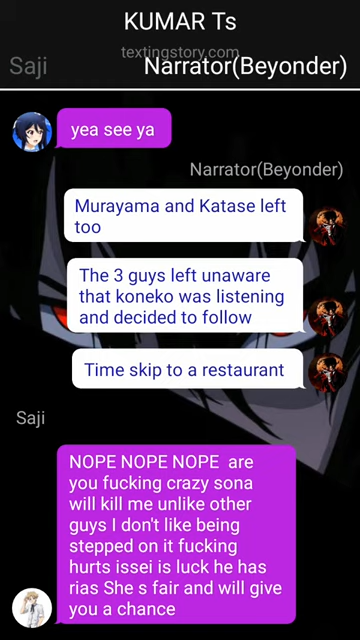 KUMAR Ts
textingstory.com
Saji
Narrator(Beyonder)
yea see ya
Narrator(Beyonder)
Murayama and Katase left
too
The 3 guys left unaware
that koneko was listening
and decided to follow
Time skip to a restaurant
Saji
NOPE NOPE NOPE  are
you fucking crazy sona
will kill me unlike other
guys I don't like being
stepped on it fucking
hurts issei is luck he has
rias She s fair and will give
you a chance